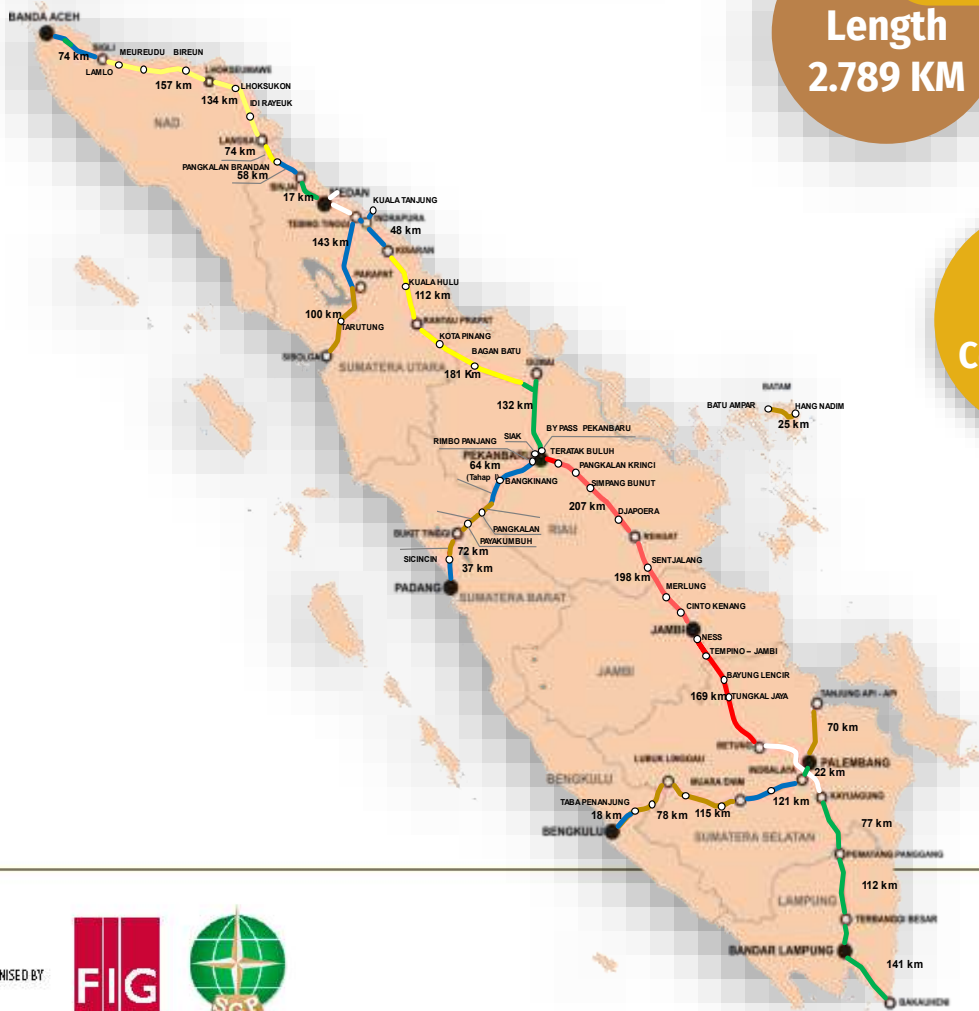 Length
2.789 KM
C
BANDA ACEH
74 km
SIGLI
MEUREUDU
BIREUN
LAMLO
157 km
LHOKSEUMAWE
LHOKSUKON
134 km
IDI RAYEUK
NAD
LANGSA
74 km
PANGKALAN BRANDAN
58 km
BINJAI
17 km
MEDAN
KUALA TANJUNG
TEBING TINGGI
INDRAPURA
48 km
143 km
KISARAN
PARAPAT
KUALA HULU
112 km
100 km
TARUTUNG
RANTAU PRAPAT
KOTA PINANG
SIBOLGA
BAGAN BATU
SUMATERA UTARA
181 Km
DUMAI
132 km
BATAM
BATU AMPAR
HANG NADIM
25 km
BY PASS PEKANBARU
SIAK
RIMBO PANJANG
TERATAK BULUH
PEKANBARU
64 km
(Tahap I)
PANGKALAN KRINCI
BANGKINANG
SIMPANG BUNUT
207 km
DJAPOERA
PANGKALAN
RIAU
BUKIT TINGGI
RENGAT
PAYAKUMBUH
72 km
SICINCIN
37 km
SENTJALANG
198 km
PADANG
MERLUNG
SUMATERA BARAT
CINTO KENANG
JAMBI
NESS
TEMPINO – JAMBI
JAMBI
BAYUNG LENCIR
169 km
TUNGKAL JAYA
TANJUNG API - API
70 km
BETUNG
LUBUK LINGGAU
INDRALAYA
PALEMBANG
22 km
BENGKULU
MUARA ENIM
KAYUAGUNG
TABA PENANJUNG
121 km
18 km
78 km
115 km
77 km
BENGKULU
SUMATERA SELATAN
PEMATANG PANGGANG
112 km
LAMPUNG
TERBANGGI BESAR
BANDAR LAMPUNG
141 km
BAKAUHENI
NISED BY
FIG
SGP